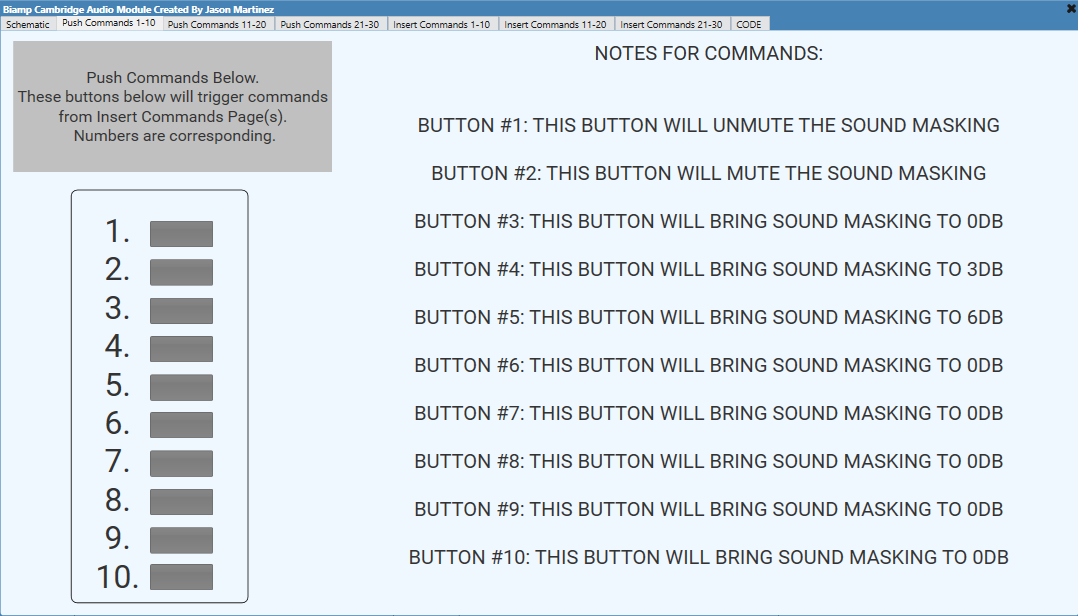 Biamp Cambridge Audio Module Created By Jason Martinez
Schematic Push Commands 1-10 Push Commands 11-20 Push Commands 21-30 Insert Commands 1-10 Insert Commands 11-20 Insert Commands 21-30 CODE
Push Commands Below.
These buttons below will trigger commands
from Insert Commands Page(s).
Numbers are corresponding.
1.
2.
3.
4.
5.
6.
7.
8.
9.
10.
NOTES FOR COMMANDS:
BUTTON #1: THIS BUTTON WILL UNMUTE THE SOUND MASKING
BUTTON #2: THIS BUTTON WILL MUTE THE SOUND MASKING
BUTTON #3: THIS BUTTON WILL BRING SOUND MASKING TO 0DB
BUTTON #4: THIS BUTTON WILL BRING SOUND MASKING TO 3DB
BUTTON #5: THIS BUTTON WILL BRING SOUND MASKING TO 6DB
BUTTON #6: THIS BUTTON WILL BRING SOUND MASKING TO 0DB
BUTTON #7: THIS BUTTON WILL BRING SOUND MASKING TO 0DB
BUTTON #8: THIS BUTTON WILL BRING SOUND MASKING TO 0DB
BUTTON #9: THIS BUTTON WILL BRING SOUND MASKING TO 0DB
BUTTON #10: THIS BUTTON WILL BRING SOUND MASKING TO 0DB